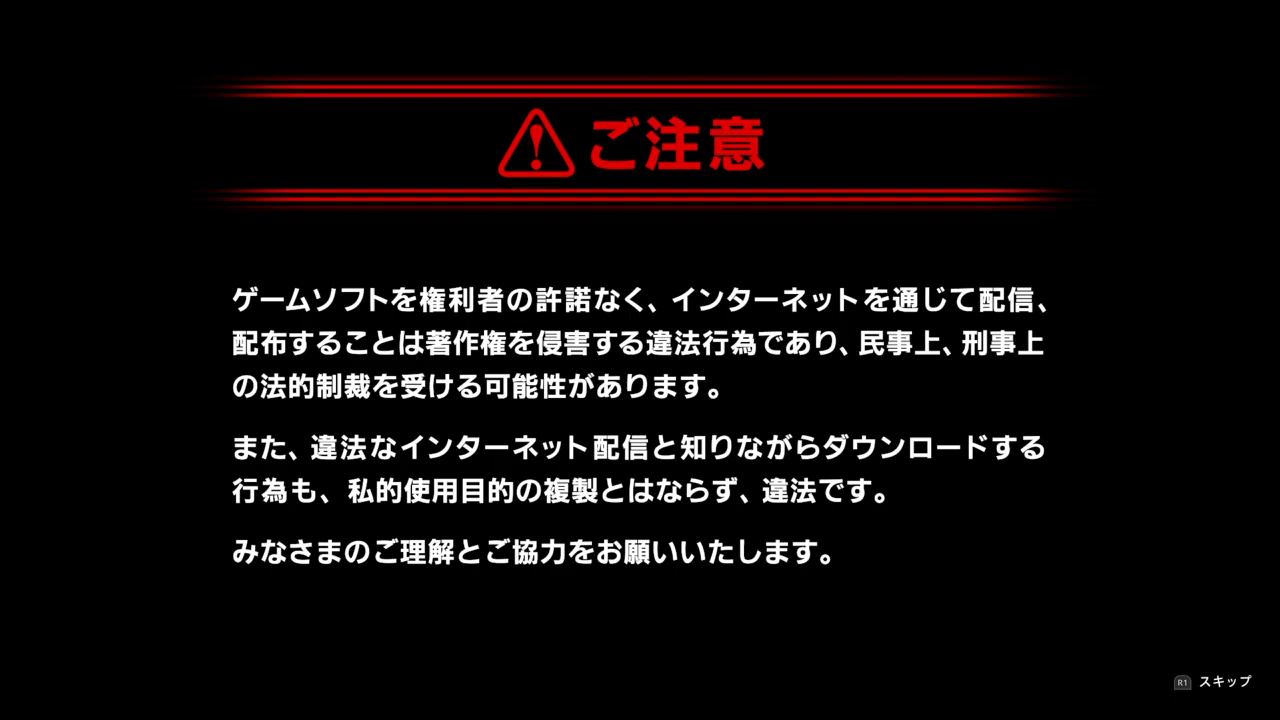 ご注意
ゲームソフトを権利者の許諾なく、インターネットを通じて配信、
配布することは著作権を侵害する違法行為であり、民事上、刑事上
の法的制裁を受ける可能性があります。
また、違法なインターネット配信と知りながらダウンロードする
行為も、私的使用目的の複製とはならず、違法です。
みなさまのご理解とご協力をお願いいたします。
R1 スキップ